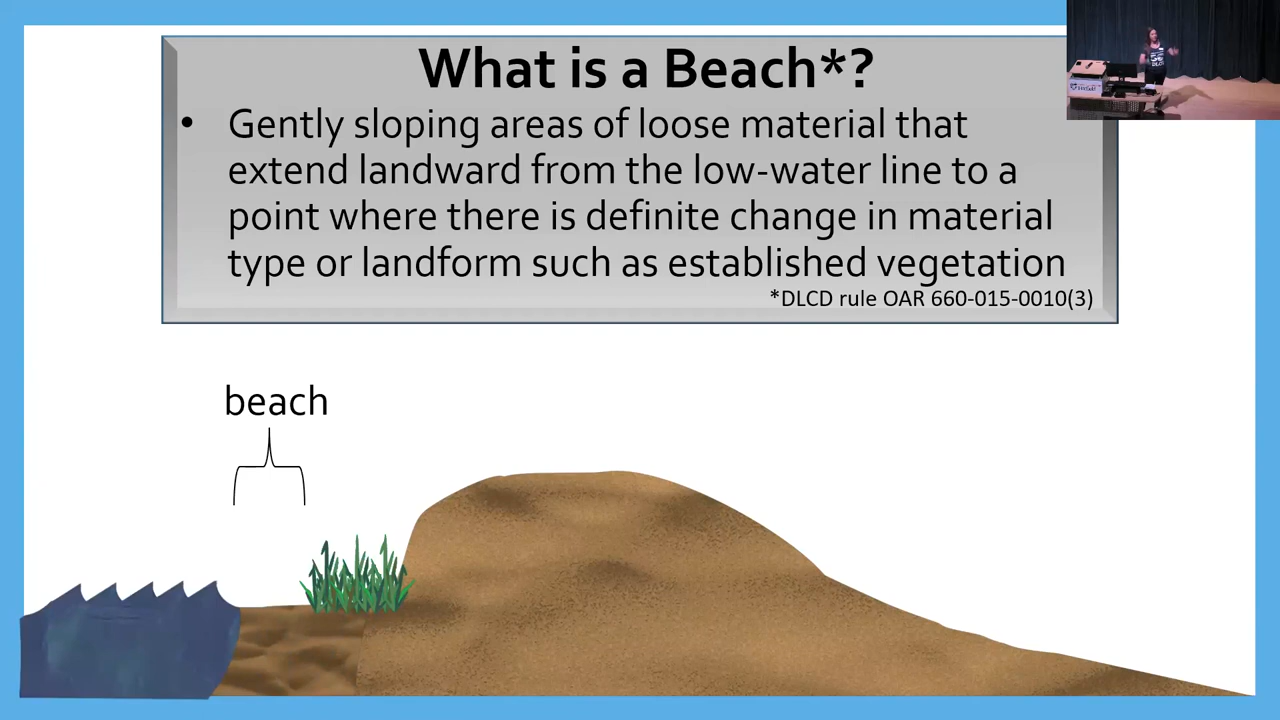 What is a Beach*?
• Gently sloping areas of loose material that
extend landward from the low-water line to a
point where there is definite change in material
type or landform such as established vegetation
*DLCD rule OAR 660-015-0010(3)
beach